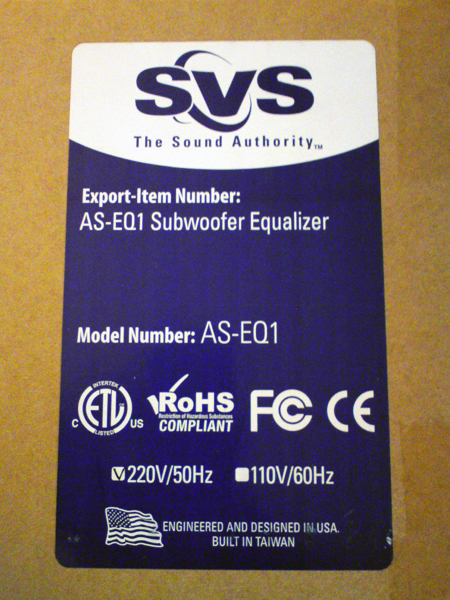 SVS
The Sound Authority™
Export-Item Number:
AS-EQ1 Subwoofer Equalizer
Model Number: AS-EQ1
INTERTEK
C ETL US
LISTED
RoHS
Restriction of Hazardous Substances
COMPLIANT
FC CE
220V/50Hz 110V/60Hz
ENGINEERED AND DESIGNED IN USA.
BUILT IN TAIWAN